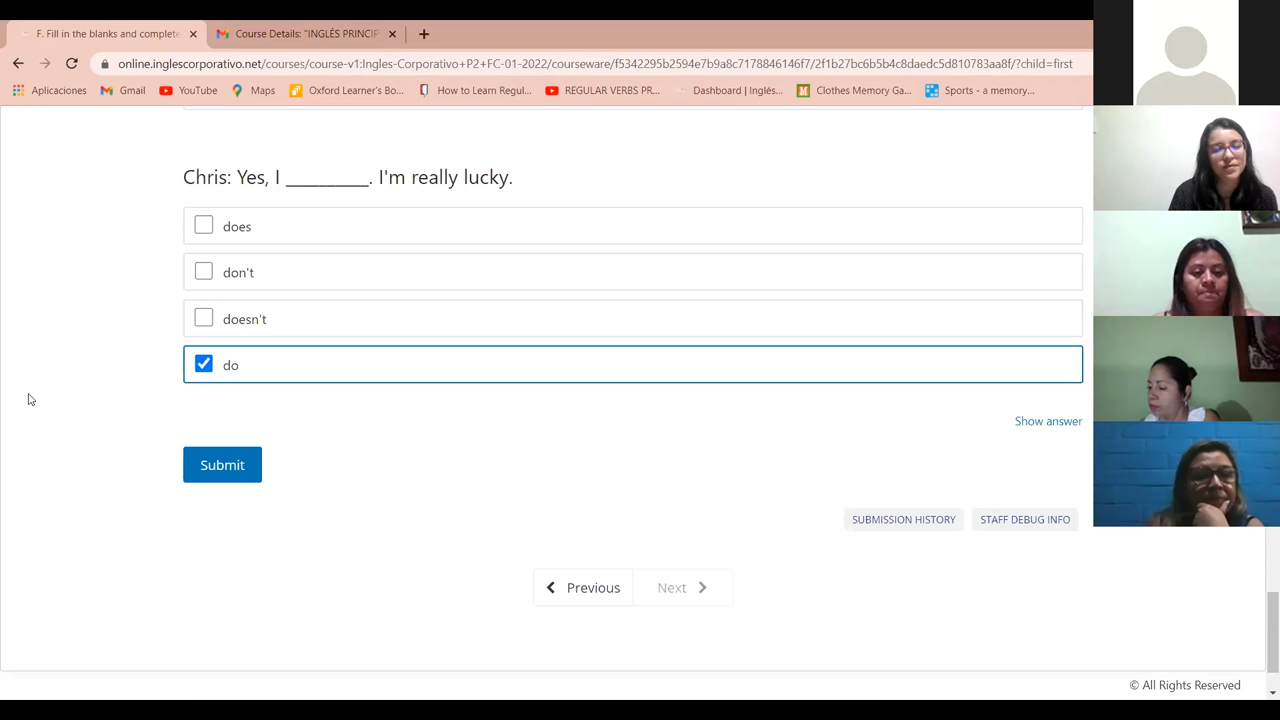 F. Fill in the blanks and complete
Course Details: "INGLÉS PRINCIP
online.inglescorporativo.net/courses/course-v1:Ingles-Corporativo+P2+FC-01-2022/courseware/f5342295b2594e7b9a8c7178846146f7/2f1b27bc6b5b4c8daedc5d810783aa8f/?child=first
Aplicaciones
Gmail
YouTube
Maps
Oxford Learner's Bo...
How to Learn Regul...
REGULAR VERBS PR...
Dashboard | Inglés...
Clothes Memory Ga...
Sports - a memory...
Chris: Yes, I __________. I'm really lucky.
does
don't
doesn't
do
Show answer
Submit
SUBMISSION HISTORY
STAFF DEBUG INFO
Previous
Next
© All Rights Reserved